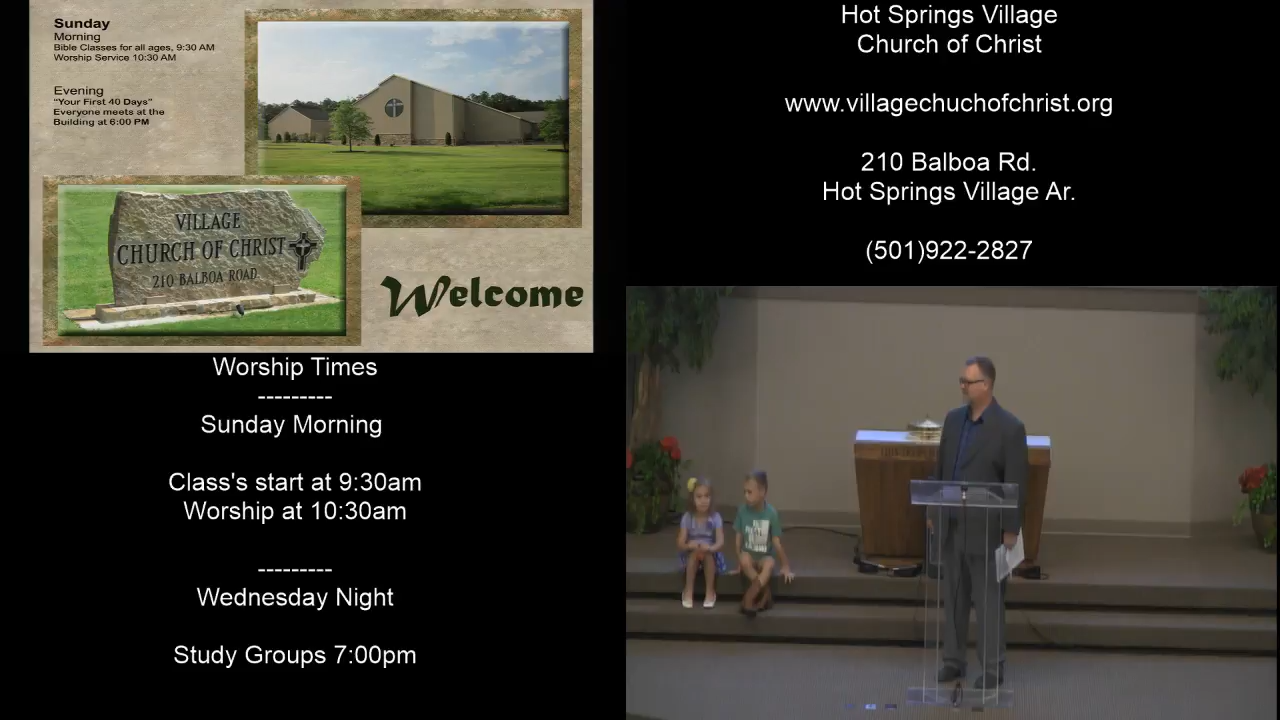 Sunday
Morning
Bible Classes for all ages, 9:30 AM
Worship Service 10:30 AM
Evening
"Your First 40 Days"
Everyone meets at the
Building at 6:00 PM
VILLAGE
CHURCH OF CHRIST
210 BALBOA ROAD
Welcome
Worship Times
---------
Sunday Morning
Class's start at 9:30am
Worship at 10:30am
---------
Wednesday Night
Study Groups 7:00pm
Hot Springs Village
Church of Christ
www.villagechuchofchrist.org
210 Balboa Rd.
Hot Springs Village Ar.
(501)922-2827